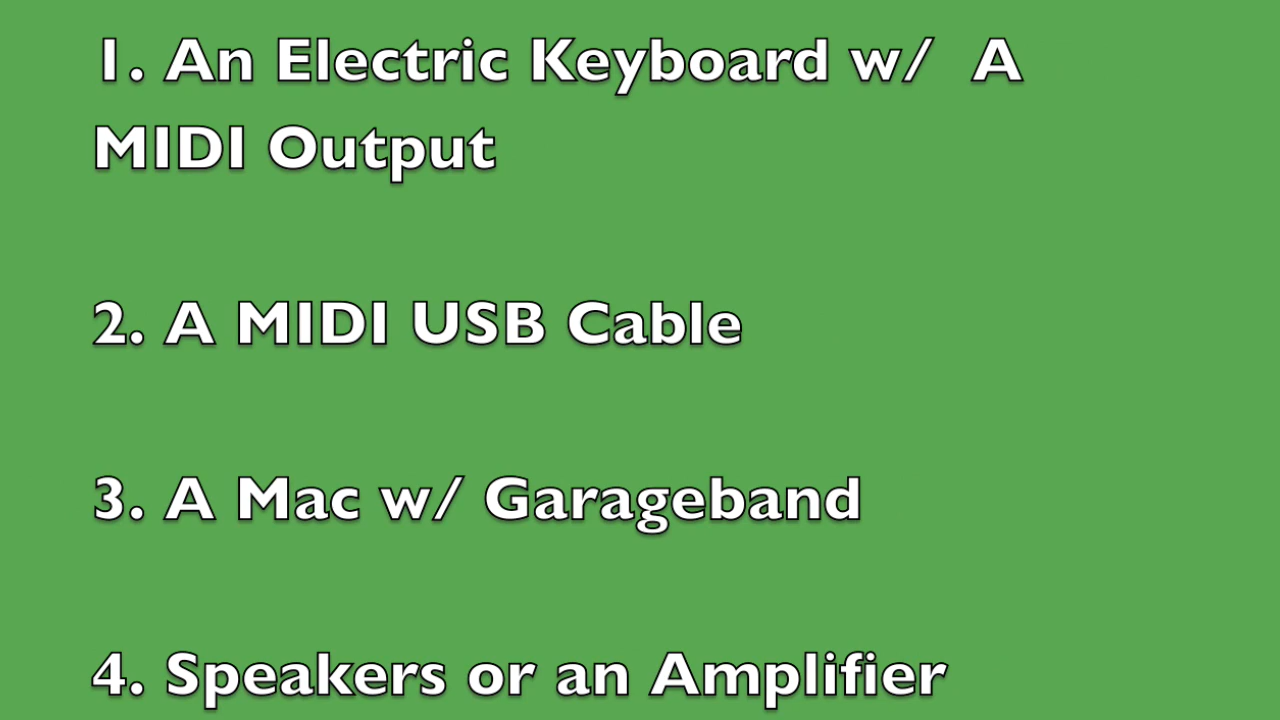 1. An Electric Keyboard w/  A
MIDI Output
2. A MIDI USB Cable
3. A Mac w/ Garageband
4. Speakers or an Amplifier